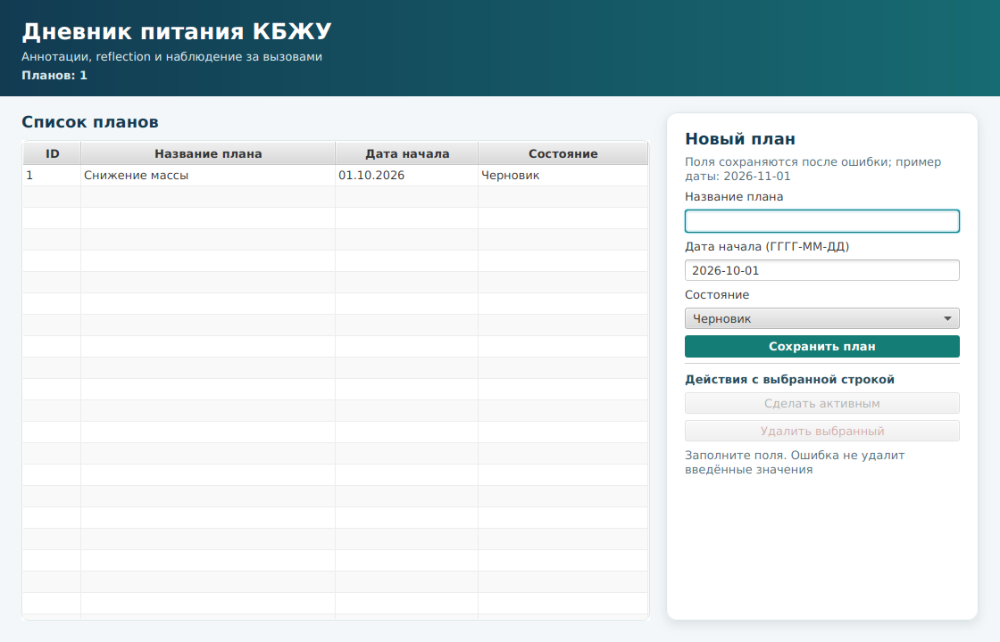 Дневник питания КБЖУ
Аннотации, reflection и наблюдение за вызовами
Планов: 1
Список планов
ID Название плана Дата начала Состояние
1 Снижение массы 01.10.2026 Черновик
Новый план
Поля сохраняются после ошибки; пример
даты: 2026-11-01
Название плана
Дата начала (ГГГГ-ММ-ДД)
2026-10-01
Состояние
Черновик
Сохранить план
Действия с выбранной строкой
Сделать активным
Удалить выбранный
Заполните поля. Ошибка не удалит
введённые значения